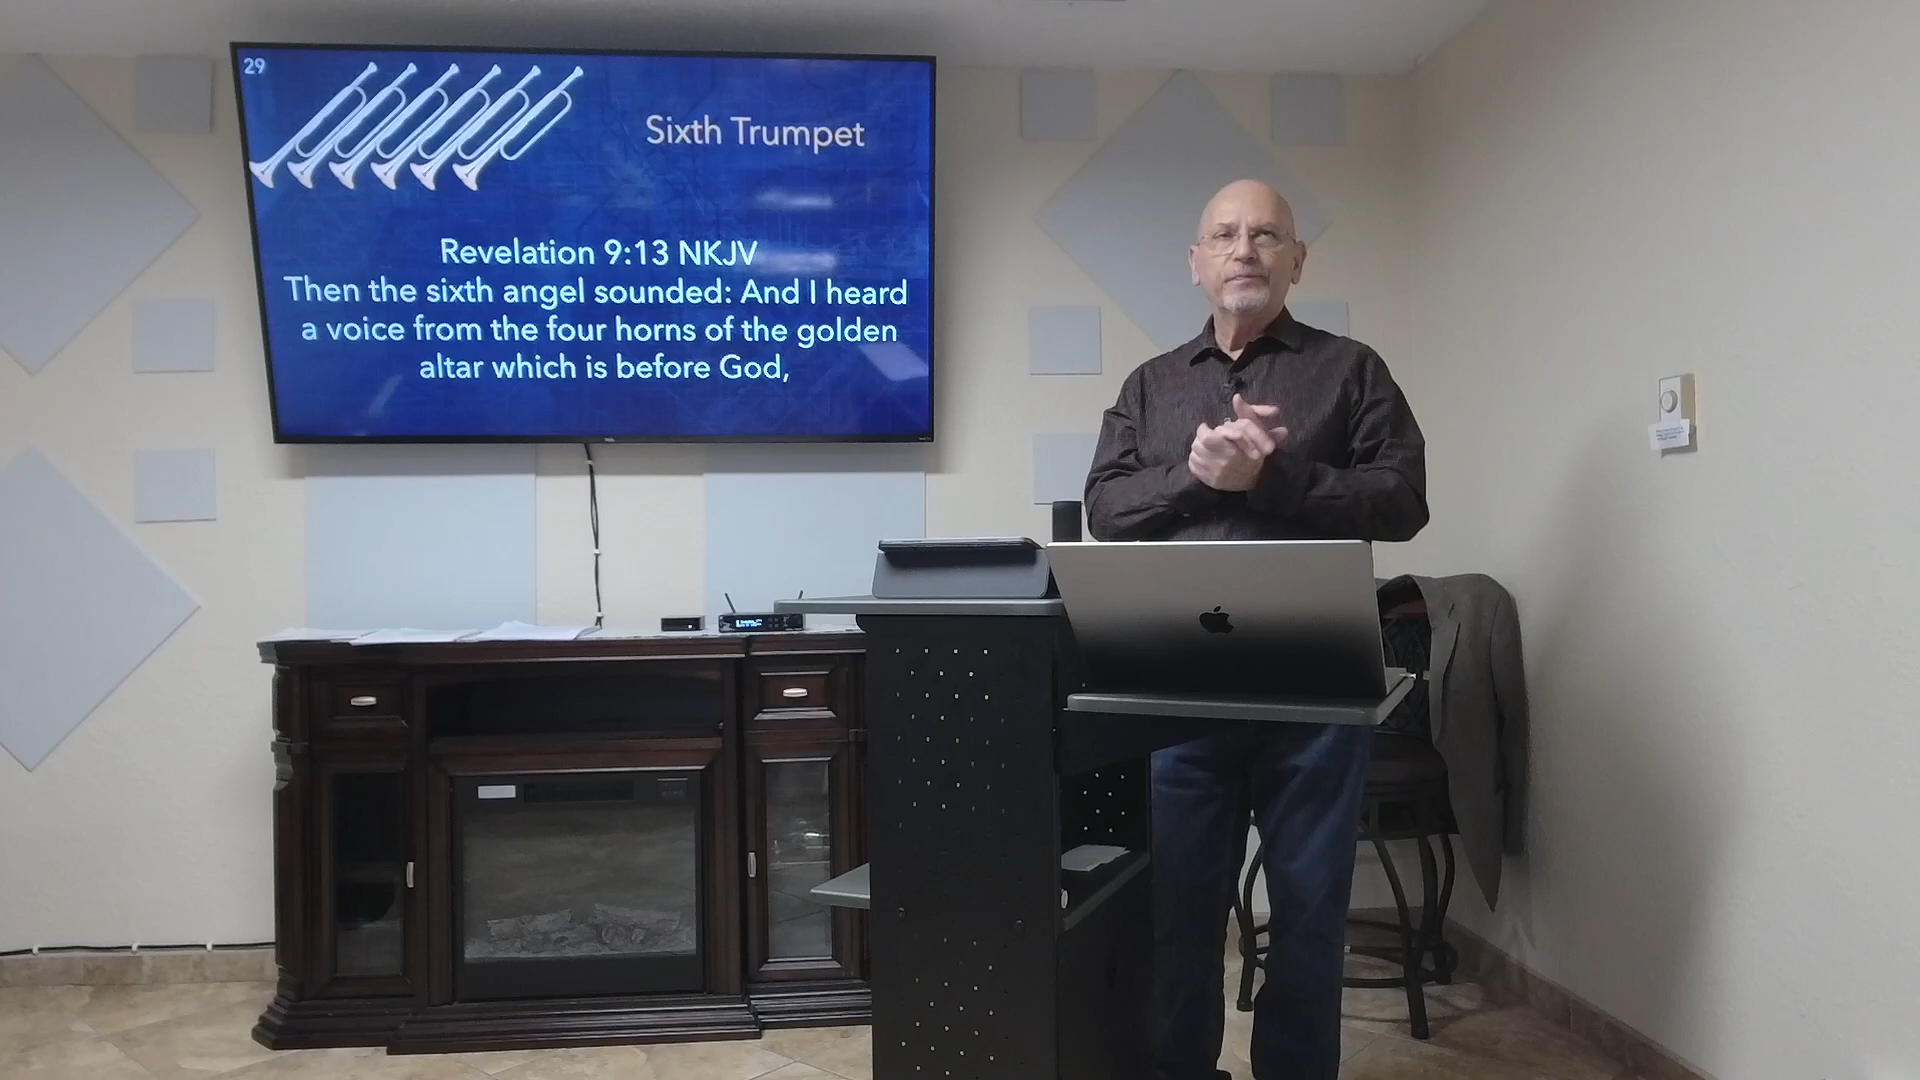 29
Sixth Trumpet
Revelation 9:13 NKJV
Then the sixth angel sounded: And I heard
a voice from the four horns of the golden
altar which is before God,